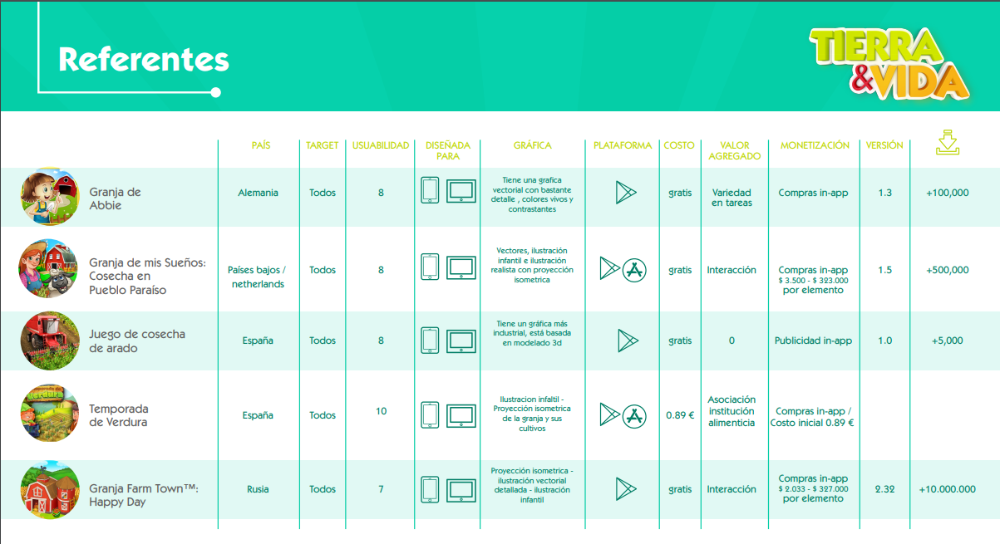 Referentes
TIERRA
&VIDA
PAÍS
TARGET
USUABILIDAD
DISEÑADA
PARA
GRÁFICA
PLATAFORMA
COSTO
VALOR
AGREGADO
MONETIZACIÓN
VERSIÓN
Granja de
Abbie
Alemania
Todos
8
Tiene una grafica
vectorial con bastante
detalle , colores vivos y
contrastantes
gratis
Variedad
en tareas
Compras in-app
1.3
+100,000
Granja de mis Sueños:
Cosecha en
Pueblo Paraíso
Países bajos /
netherlands
Todos
8
Vectores, ilustración
infantil e ilustración
realista con proyección
isometrica
gratis
Interacción
Compras in-app
$ 3.500 - $ 323.000
por elemento
1.5
+500,000
Juego de cosecha
de arado
España
Todos
8
Tiene un gráfica más
industrial, está basada
en modelado 3d
gratis
0
Publicidad in-app
1.0
+5,000
Verdura
Temporada
de Verdura
España
Todos
10
Ilustracion infaltil -
Proyección isometrica
de la granja y sus
cultivos
0.89 €
Asociación
institución
alimenticia
Compras in-app /
Costo inicial 0.89 €
Granja Farm Town™:
Happy Day
Rusia
Todos
7
Proyección isometrica -
ilustración vectorial
detallada - ilustración
infantil
gratis
Interacción
Compras in-app
$ 2.033 - $ 327.000
por elemento
2.32
+10.000.000